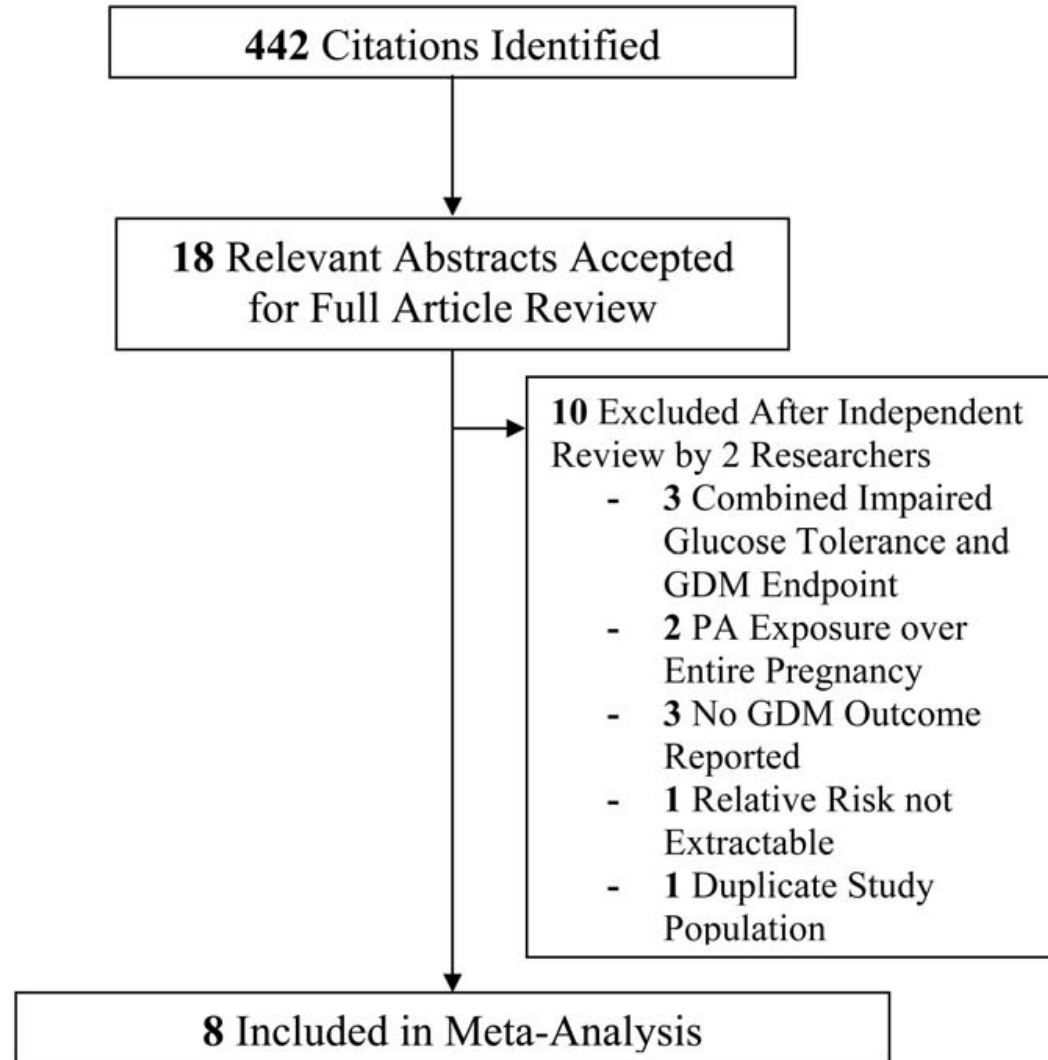 442 Citations Identified
18 Relevant Abstracts Accepted
for Full Article Review
10 Excluded After Independent
Review by 2 Researchers
- 3 Combined Impaired
Glucose Tolerance and
GDM Endpoint
- 2 PA Exposure over
Entire Pregnancy
- 3 No GDM Outcome
Reported
- 1 Relative Risk not
Extractable
- 1 Duplicate Study
Population
8 Included in Meta-Analysis